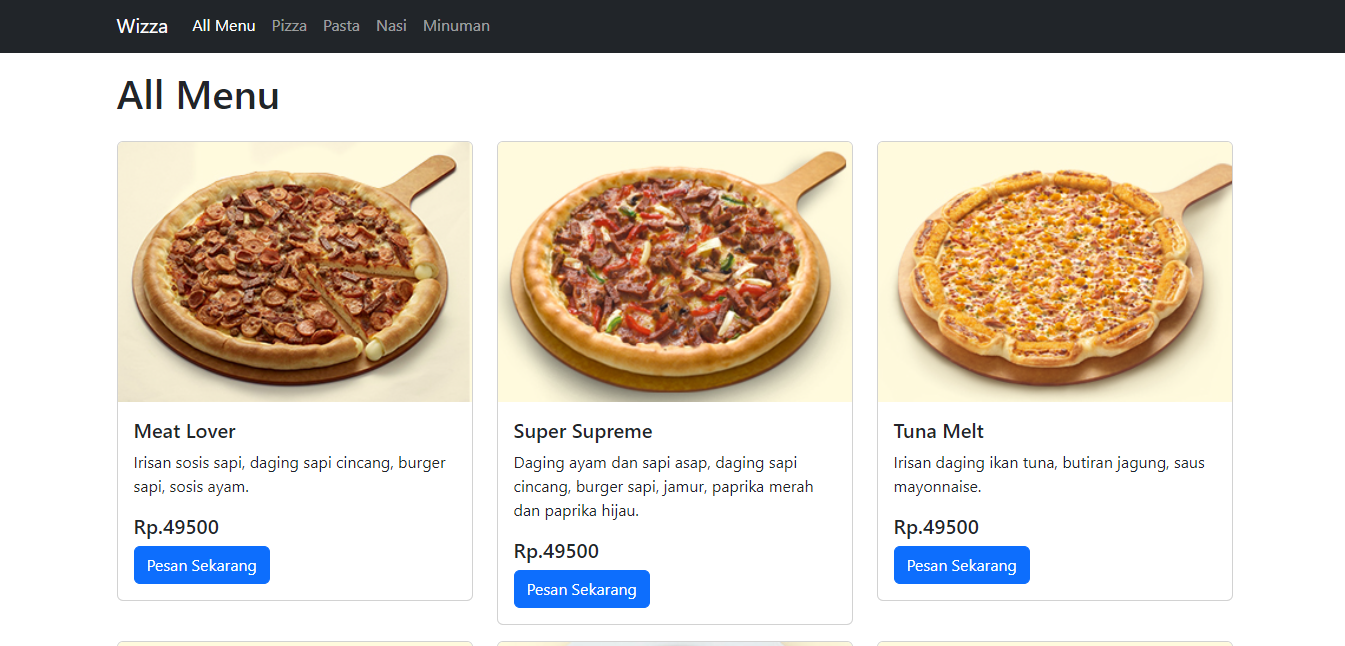 Wizza All Menu Pizza Pasta Nasi Minuman
All Menu
Meat Lover
Irisan sosis sapi, daging sapi cincang, burger
sapi, sosis ayam.
Rp.49500
Pesan Sekarang
Super Supreme
Daging ayam dan sapi asap, daging sapi
cincang, burger sapi, jamur, paprika merah
dan paprika hijau.
Rp.49500
Pesan Sekarang
Tuna Melt
Irisan daging ikan tuna, butiran jagung, saus
mayonnaise.
Rp.49500
Pesan Sekarang